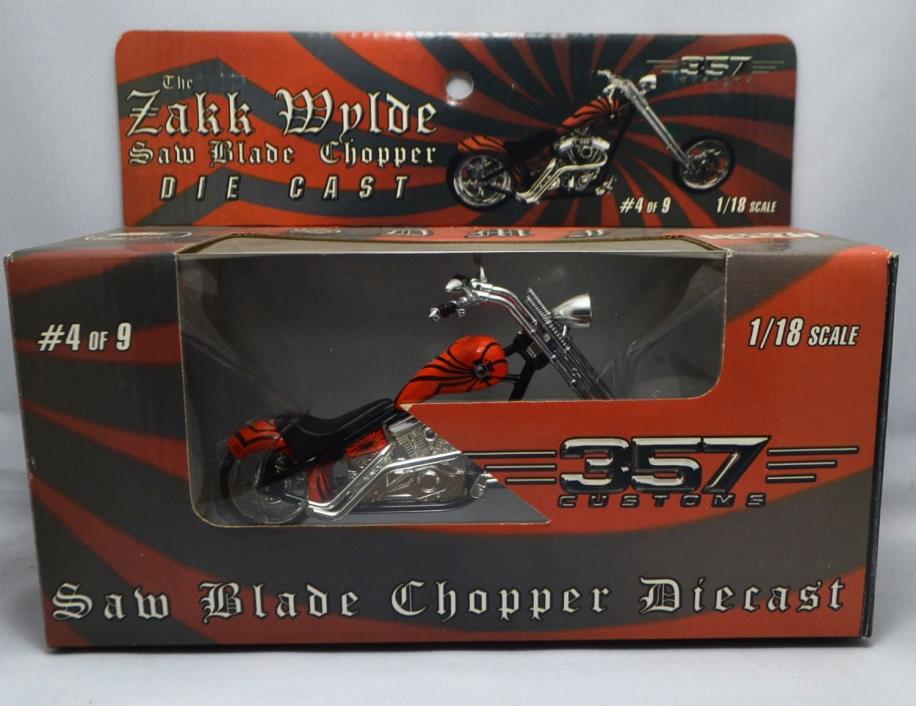 The
Zakk Wylde
Saw Blade Chopper
DIE CAST
357
#4 OF 9
1/18 SCALE
#4 OF 9
1/18 SCALE
357
CUSTOMS
Saw Blade Chopper Diecast